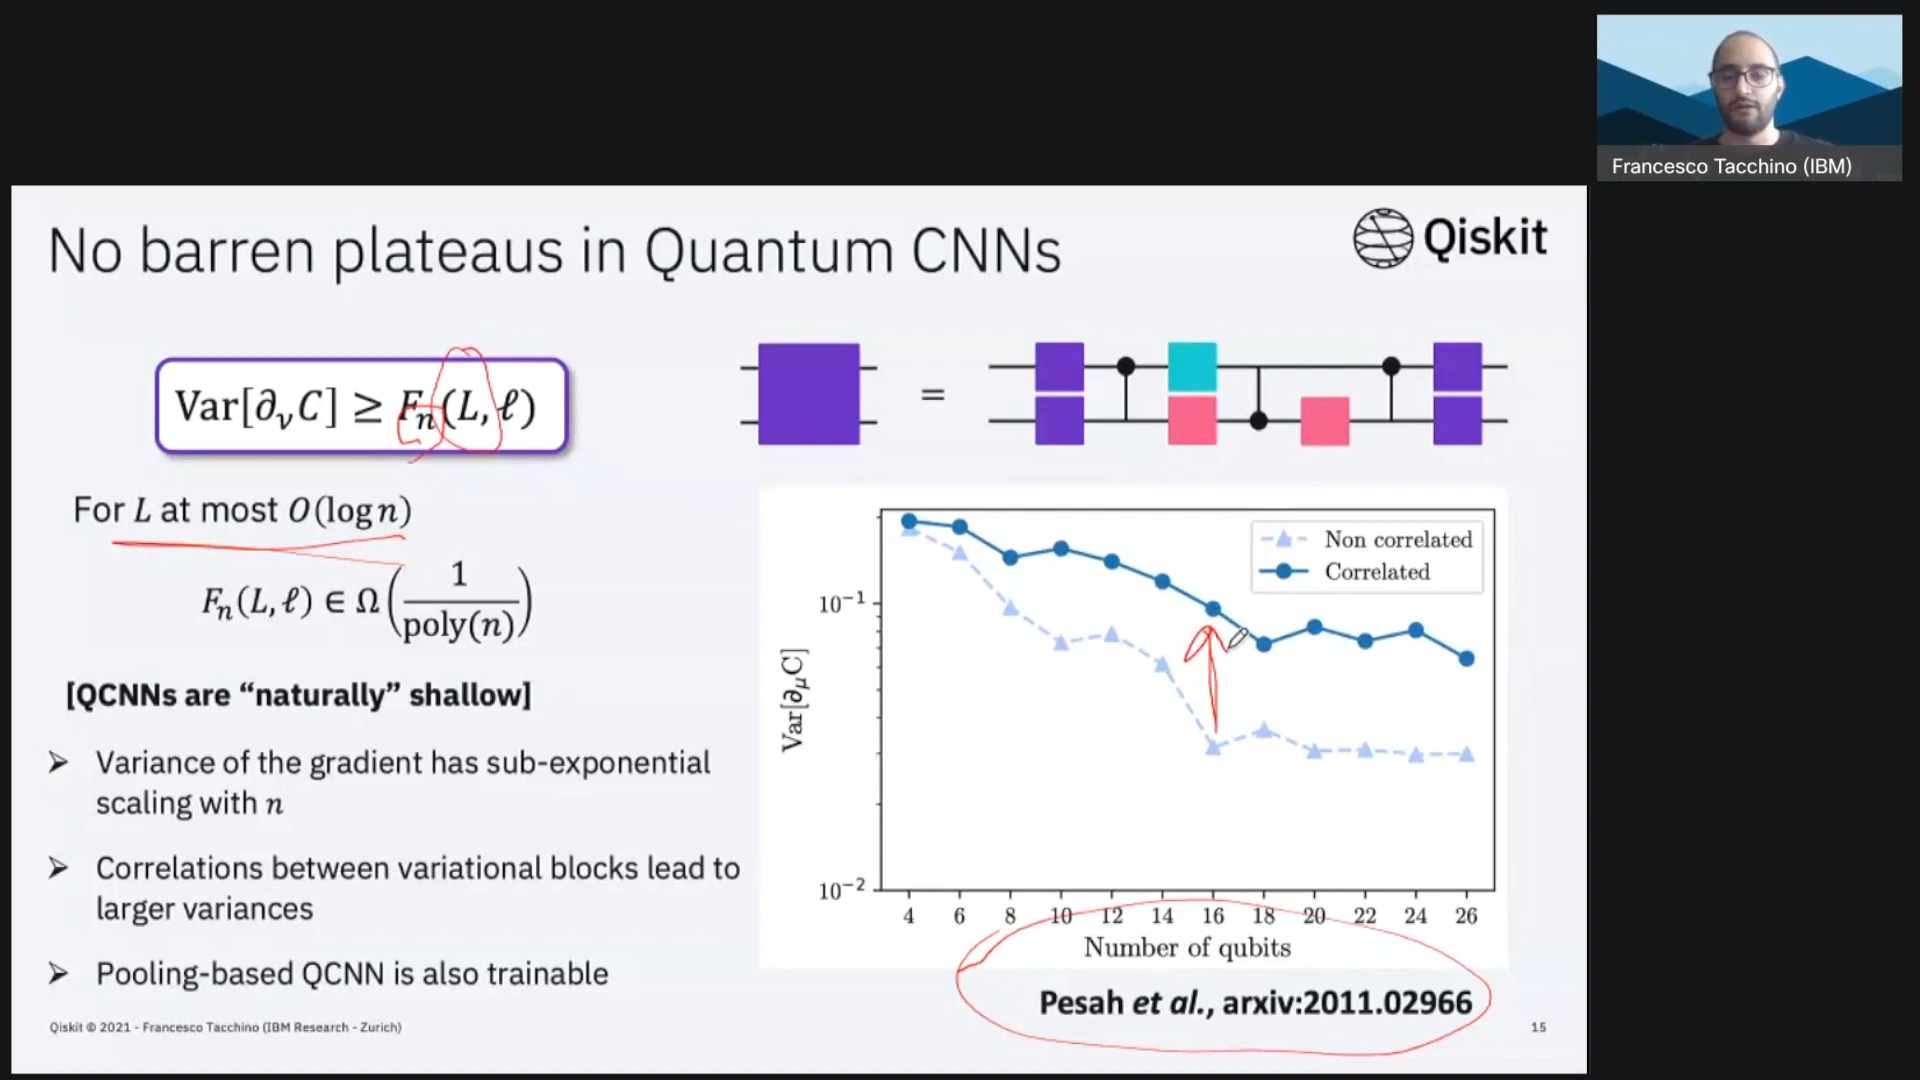 Francesco Tacchino (IBM)
No barren plateaus in Quantum CNNs
Qiskit
Var[∂νC] ≥ Fn(L, ℓ)
=
For L at most O(log n)
Fn(L, ℓ) ∈ Ω(1/poly(n))
[QCNNs are “naturally” shallow]
➢ Variance of the gradient has sub-exponential
scaling with n
➢ Correlations between variational blocks lead to
larger variances
➢ Pooling-based QCNN is also trainable
Non correlated
Correlated
10⁻¹
Var[∂μC]
10⁻²
4 6 8 10 12 14 16 18 20 22 24 26
Number of qubits
Pesah et al., arxiv:2011.02966
Qiskit © 2021 - Francesco Tacchino (IBM Research - Zurich)
15